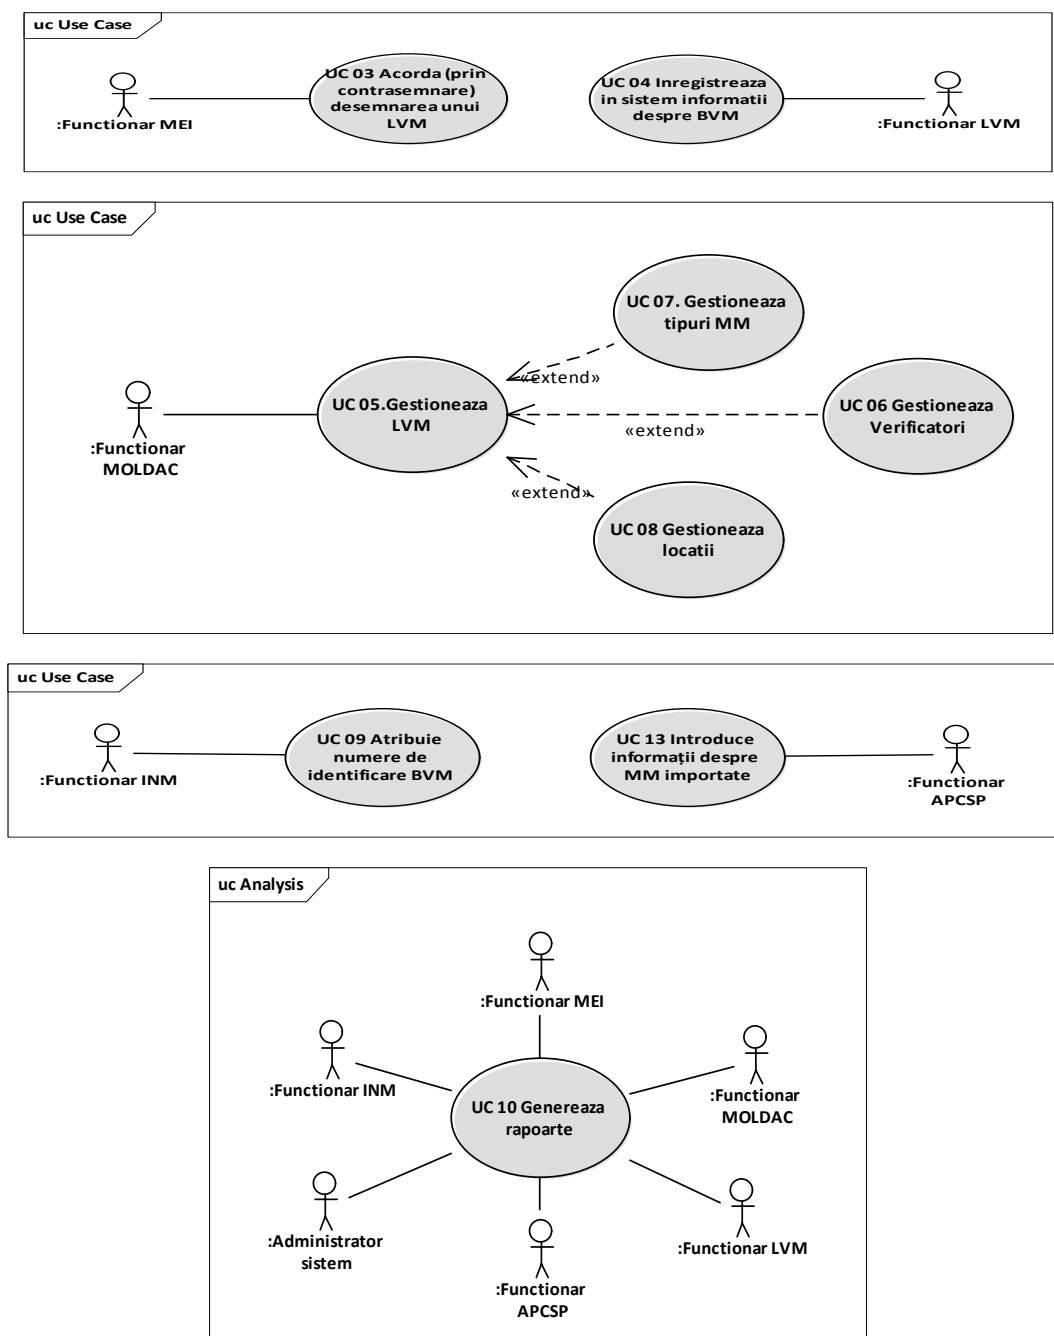 uc Use Case
UC 03 Acorda (prin
contrasemnare)
desemnarea unui
LVM
:Functionar MEI
UC 04 Inregistreaza
in sistem informatii
despre BVM
:Functionar LVM
uc Use Case
UC 07. Gestioneaza
tipuri MM
«extend»
UC 05.Gestioneaza
LVM
:Functionar
MOLDAC
«extend»
UC 06 Gestioneaza
Verificatori
«extend»
UC 08 Gestioneaza
locatii
uc Use Case
:Functionar INM
UC 09 Atribuie
numere de
identificare BVM
UC 13 Introduce
informații despre
MM importate
:Functionar
APCSP
uc Analysis
:Functionar MEI
:Functionar INM
:Functionar
MOLDAC
UC 10 Genereaza
rapoarte
:Administrator
sistem
:Functionar LVM
:Functionar
APCSP